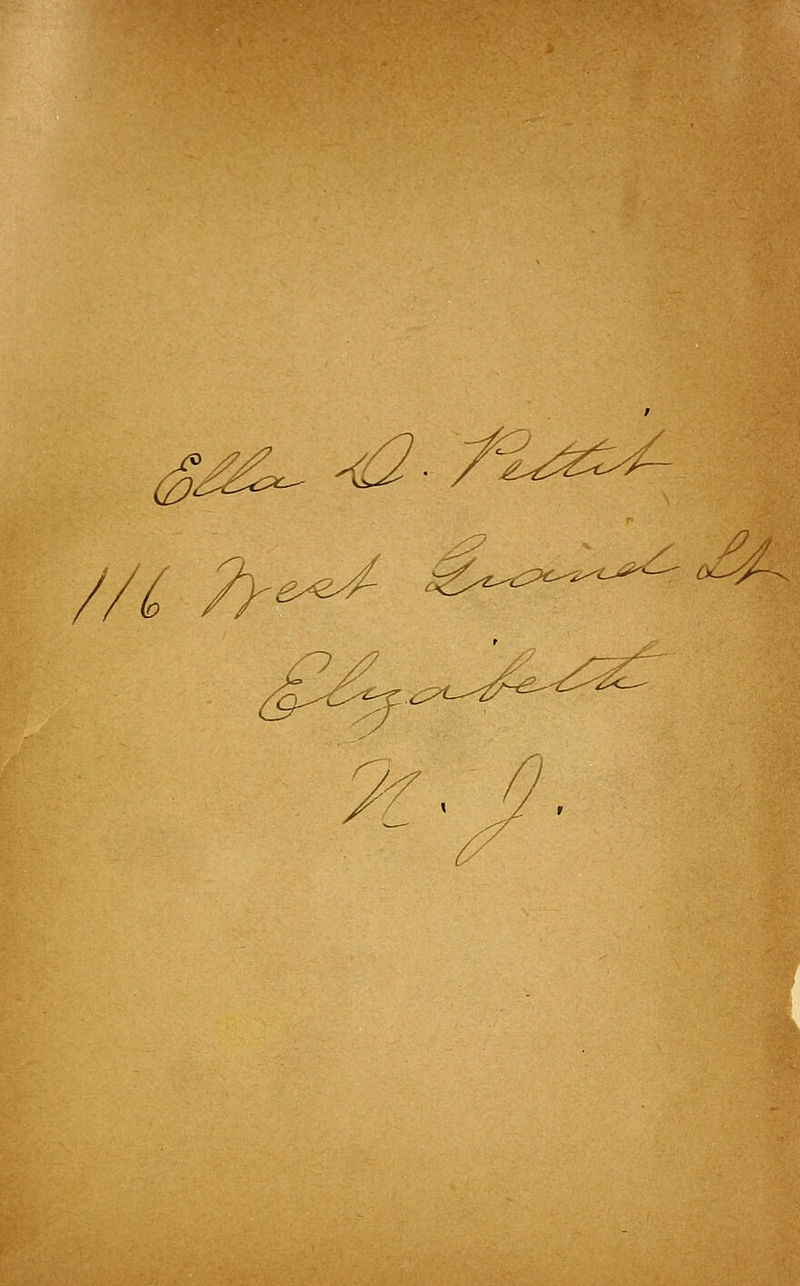 Ella D. Pettit
116 West Grand St
Elizabeth
N. J.